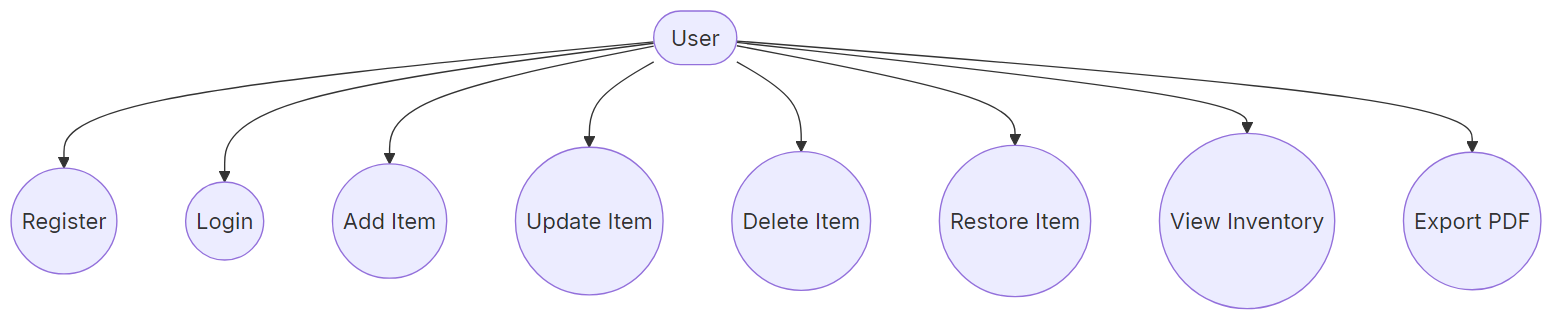 User
Register
Login
Add Item
Update Item
Delete Item
Restore Item
View Inventory
Export PDF